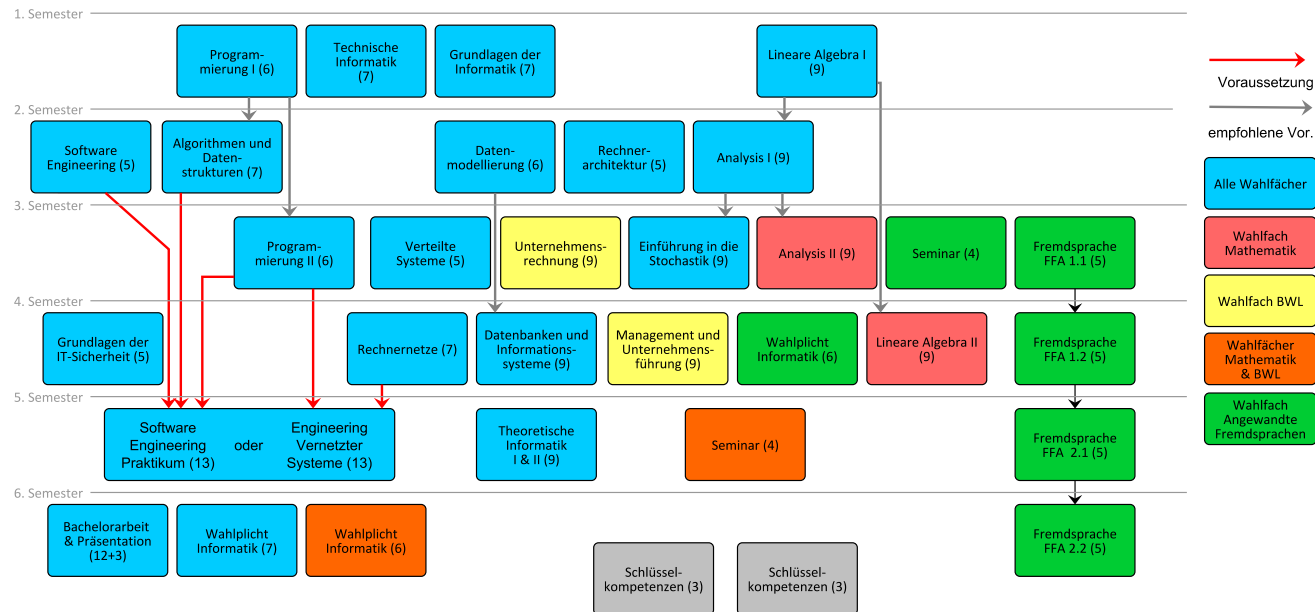 1. Semester
Program-
mierung I (6)
Technische
Informatik
(7)
Grundlagen der
Informatik (7)
Lineare Algebra I
(9)
Voraussetzung
2. Semester
empfohlene Vor.
Software
Engineering (5)
Algorithmen und
Daten-
strukturen (7)
Daten-
modellierung (6)
Rechner-
architektur (5)
Analysis I (9)
Alle Wahlfächer
3. Semester
Program-
mierung II (6)
Verteilte
Systeme (5)
Unternehmens-
rechnung (9)
Einführung in die
Stochastik (9)
Analysis II (9)
Seminar (4)
Fremdsprache
FFA 1.1 (5)
Wahlfach
Mathematik
4. Semester
Wahlfach BWL
Grundlagen der
IT-Sicherheit (5)
Rechnernetze (7)
Datenbanken und
Informations-
systeme (9)
Management und
Unternehmens-
führung (9)
Wahlplicht
Informatik (6)
Lineare Algebra II
(9)
Fremdsprache
FFA 1.2 (5)
Wahlfächer
Mathematik
& BWL
5. Semester
Wahlfach
Angewandte
Fremdsprachen
Software
Engineering
Praktikum (13)
oder
Engineering
Vernetzter
Systeme (13)
Theoretische
Informatik
I & II (9)
Seminar (4)
Fremdsprache
FFA 2.1 (5)
6. Semester
Bachelorarbeit
& Präsentation
(12+3)
Wahlplicht
Informatik (7)
Wahlplicht
Informatik (6)
Fremdsprache
FFA 2.2 (5)
Schlüssel-
kompetenzen (3)
Schlüssel-
kompetenzen (3)